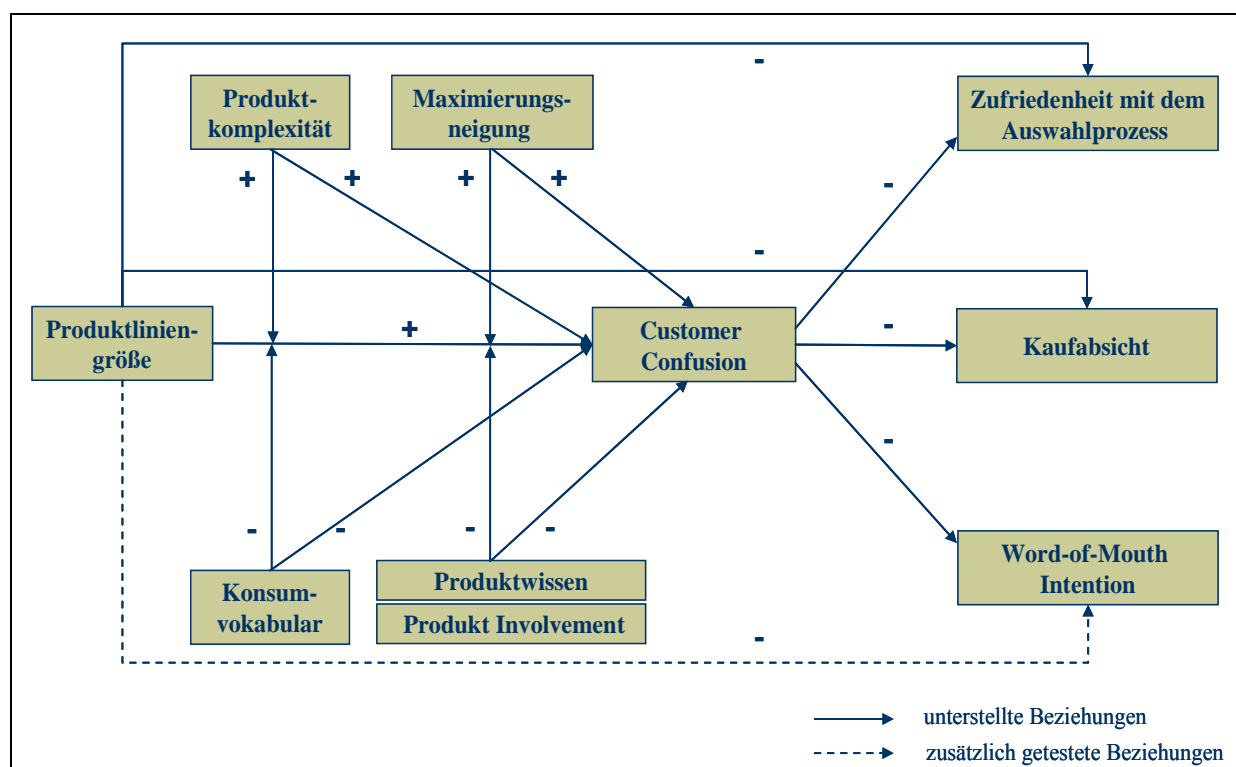 -
Produkt-
komplexität
Maximierungs-
neigung
Zufriedenheit mit dem
Auswahlprozess
+
+
+
+
-
-
Produktlinien-
größe
+
Customer
Confusion
-
Kaufabsicht
-
-
-
-
-
Konsum-
vokabular
Produktwissen
Produkt Involvement
Word-of-Mouth
Intention
-
unterstellte Beziehungen
zusätzlich getestete Beziehungen